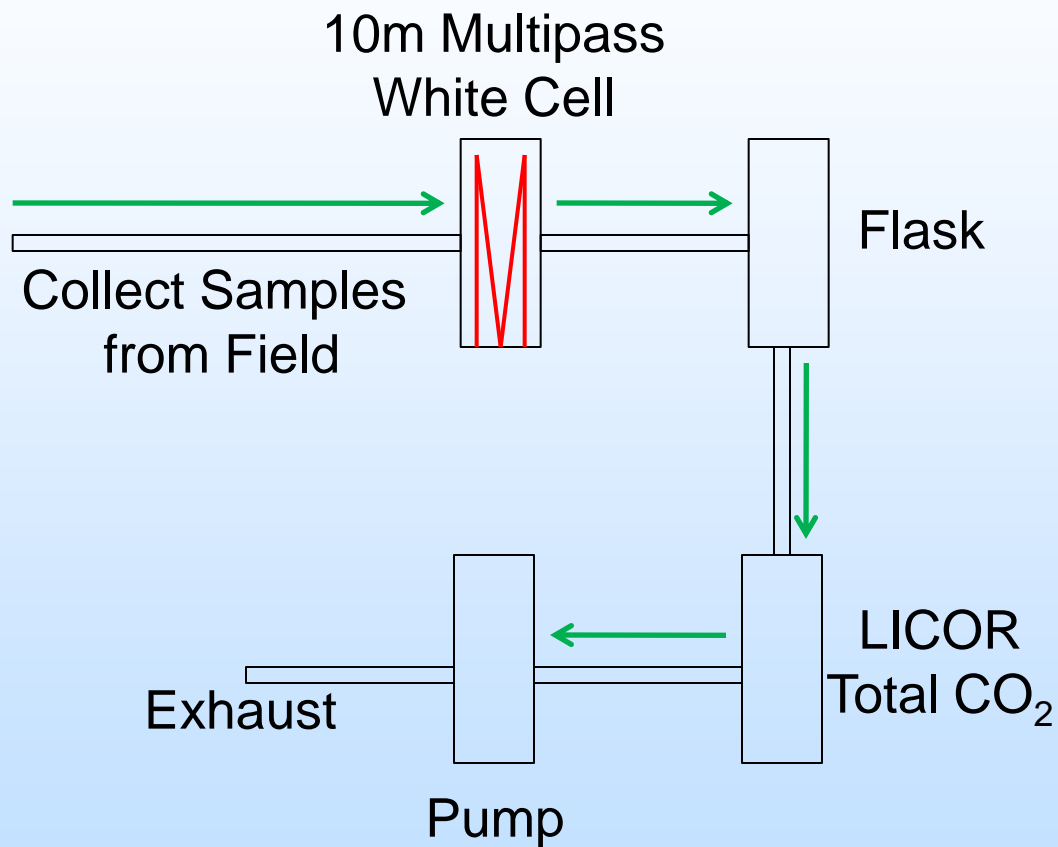 10m Multipass
White Cell
Flask
Collect Samples
from Field
LICOR
Total CO₂
Exhaust
Pump